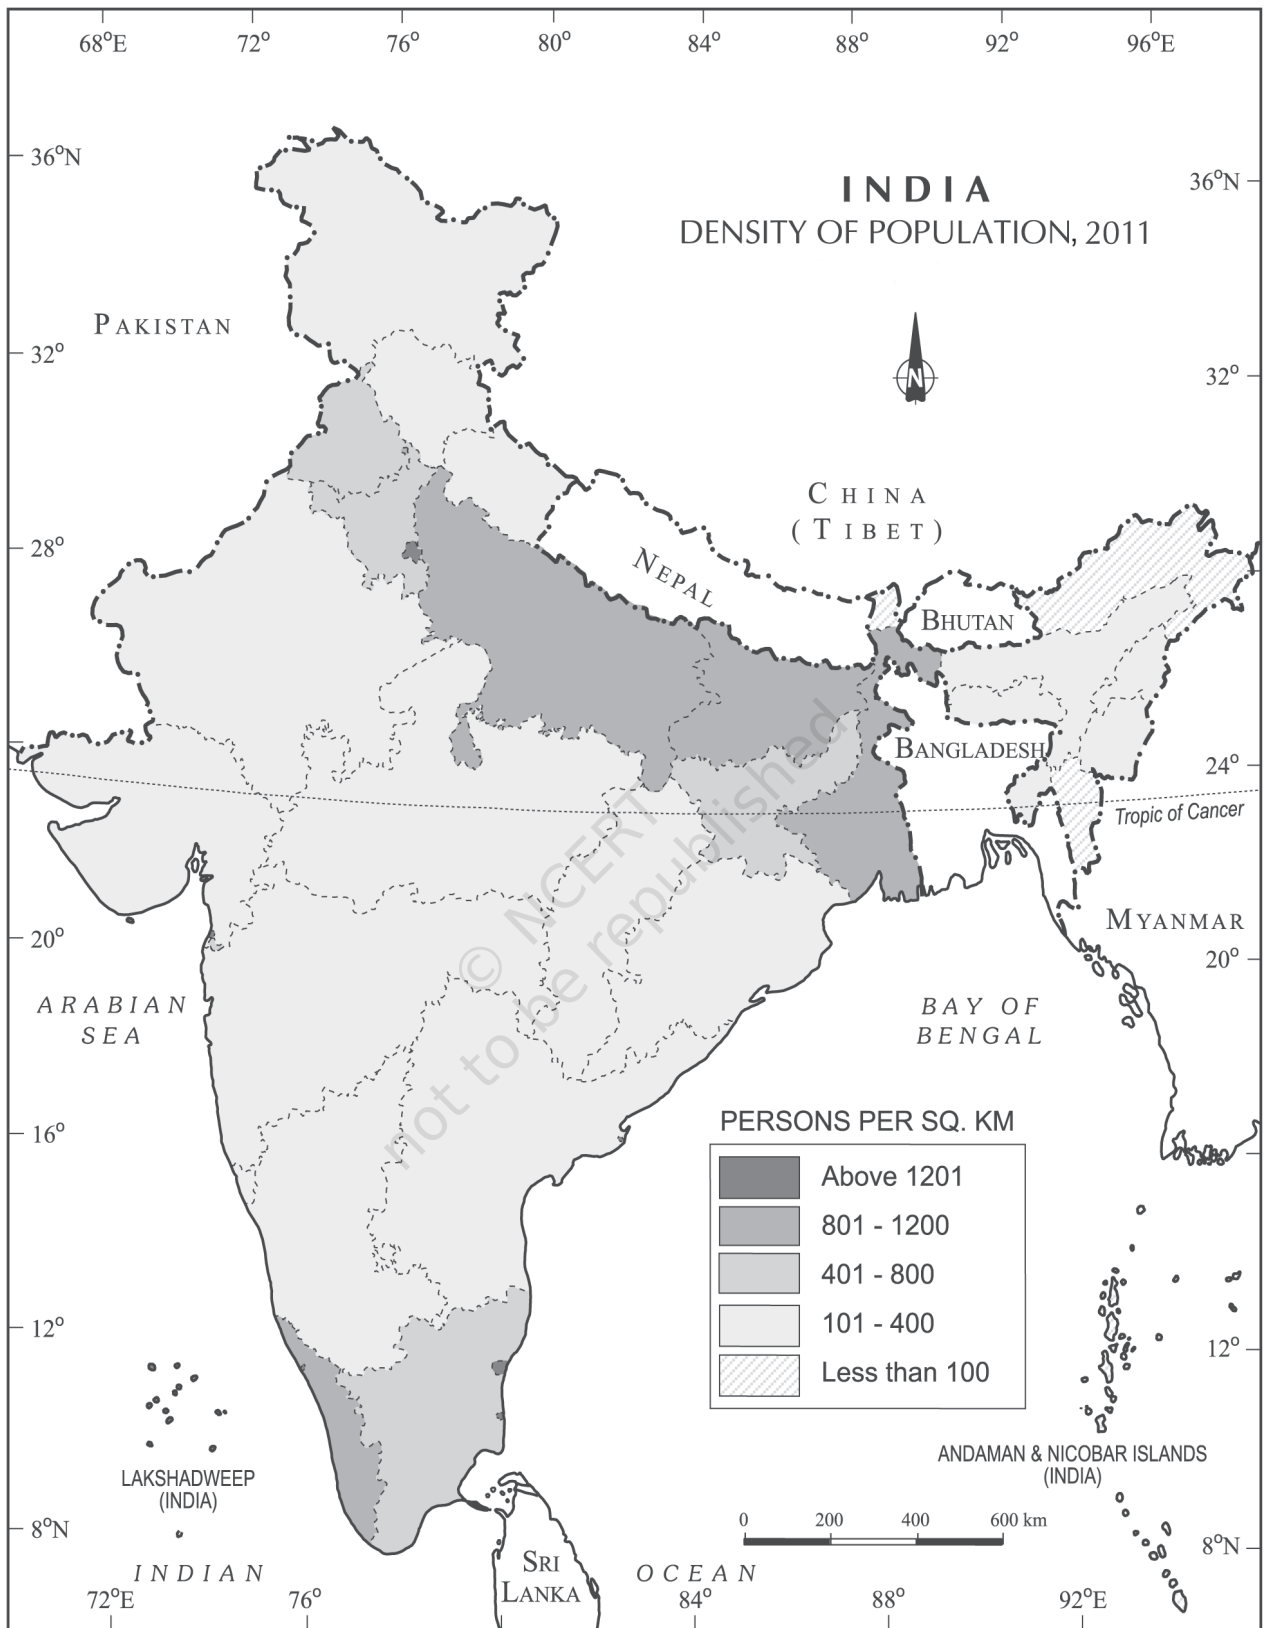 68°E 72° 76° 80° 84° 88° 92° 96°E
36°N
36°N
INDIA
DENSITY OF POPULATION, 2011
PAKISTAN
N
32°
32°
CHINA
(TIBET)
28°
NEPAL
BHUTAN
BANGLADESH
24°
Tropic of Cancer
© NCERT
not to be republished
MYANMAR
20°
20°
ARABIAN
SEA
BAY OF
BENGAL
16°
PERSONS PER SQ. KM
Above 1201
801 - 1200
401 - 800
101 - 400
Less than 100
12°
12°
LAKSHADWEEP
(INDIA)
ANDAMAN & NICOBAR ISLANDS
(INDIA)
0 200 400 600 km
8°N
8°N
SRI
LANKA
INDIAN OCEAN
72°E 76° 84° 88° 92°E